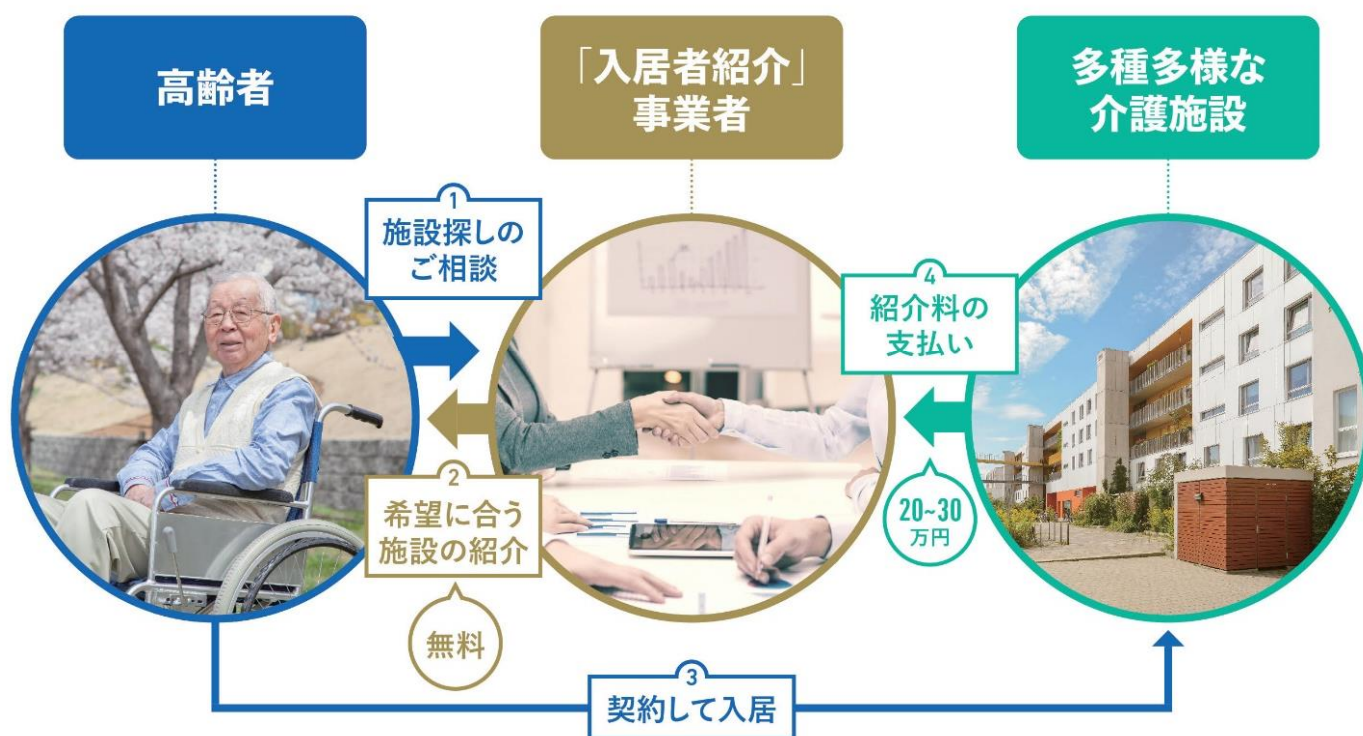 高齢者
「入居者紹介」
事業者
多種多様な
介護施設
1
施設探しの
ご相談
2
希望に合う
施設の紹介
無料
3
契約して入居
4
紹介料の
支払い
20~30
万円